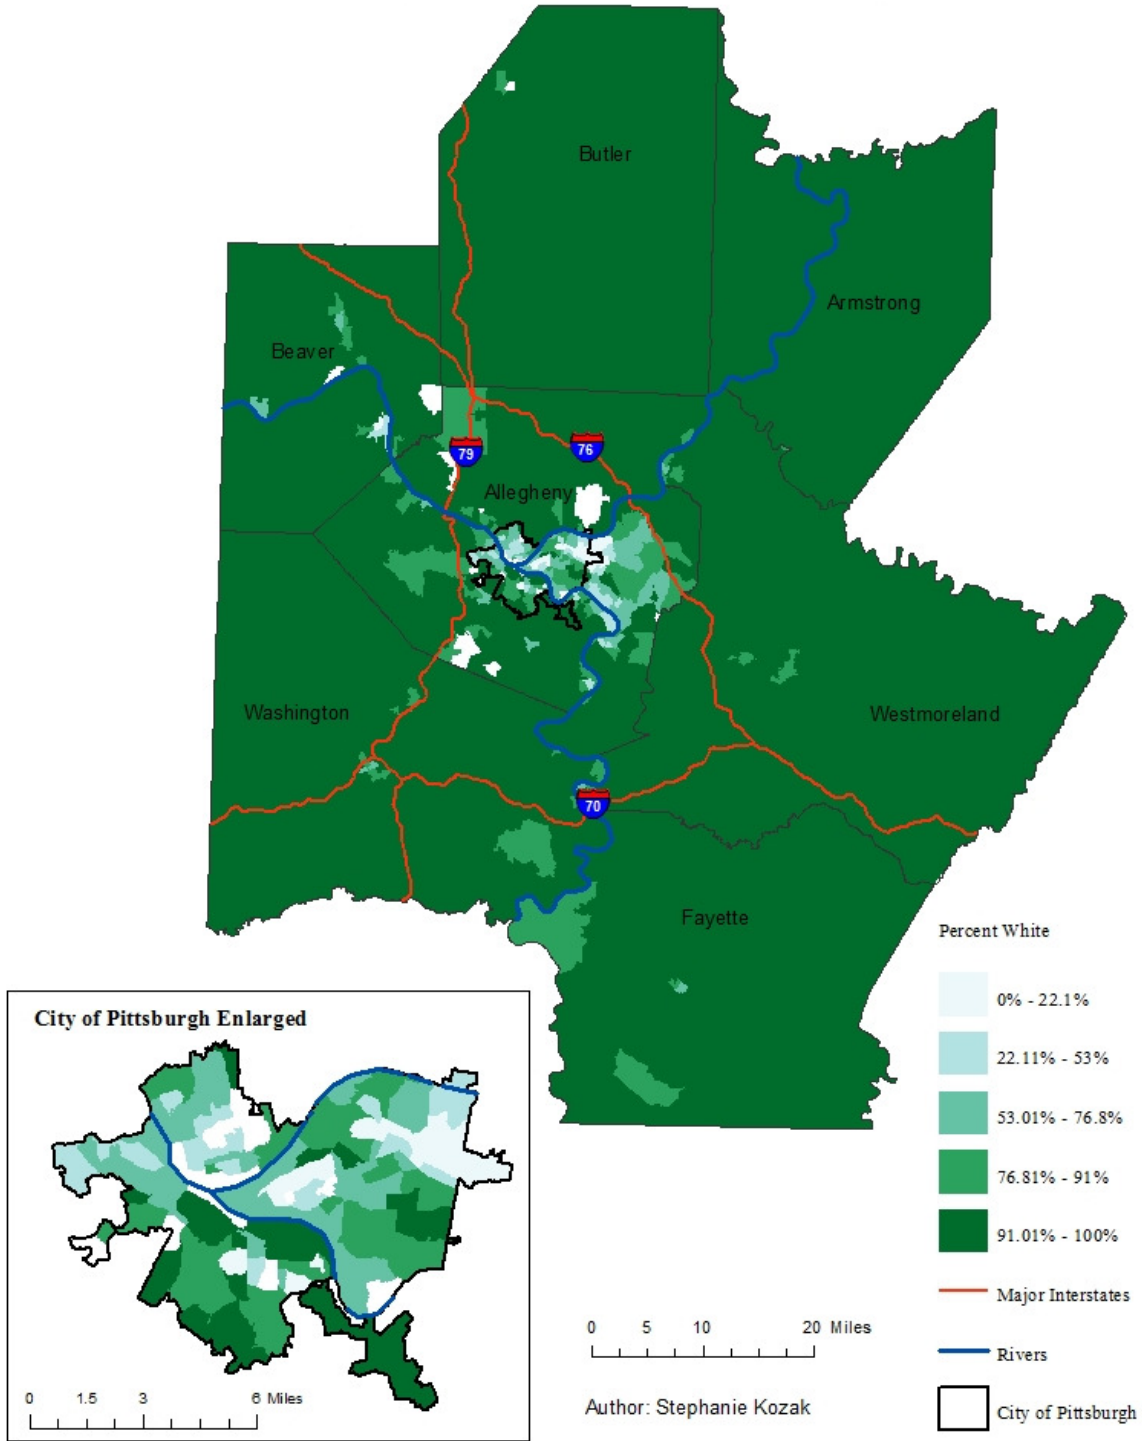 Butler
Armstrong
Beaver
79
76
Allegheny
Washington
Westmoreland
70
Fayette
Percent White
0% - 22.1%
22.11% - 53%
53.01% - 76.8%
76.81% - 91%
91.01% - 100%
Major Interstates
Rivers
City of Pittsburgh
City of Pittsburgh Enlarged
0 1.5 3 6 Miles
0 5 10 20 Miles
Author: Stephanie Kozak